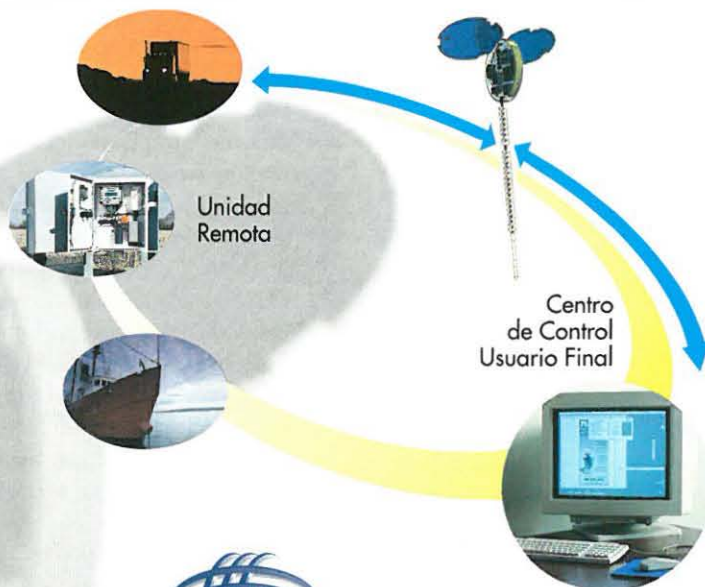 Unidad
Remota
Centro
de Control
Usuario Final